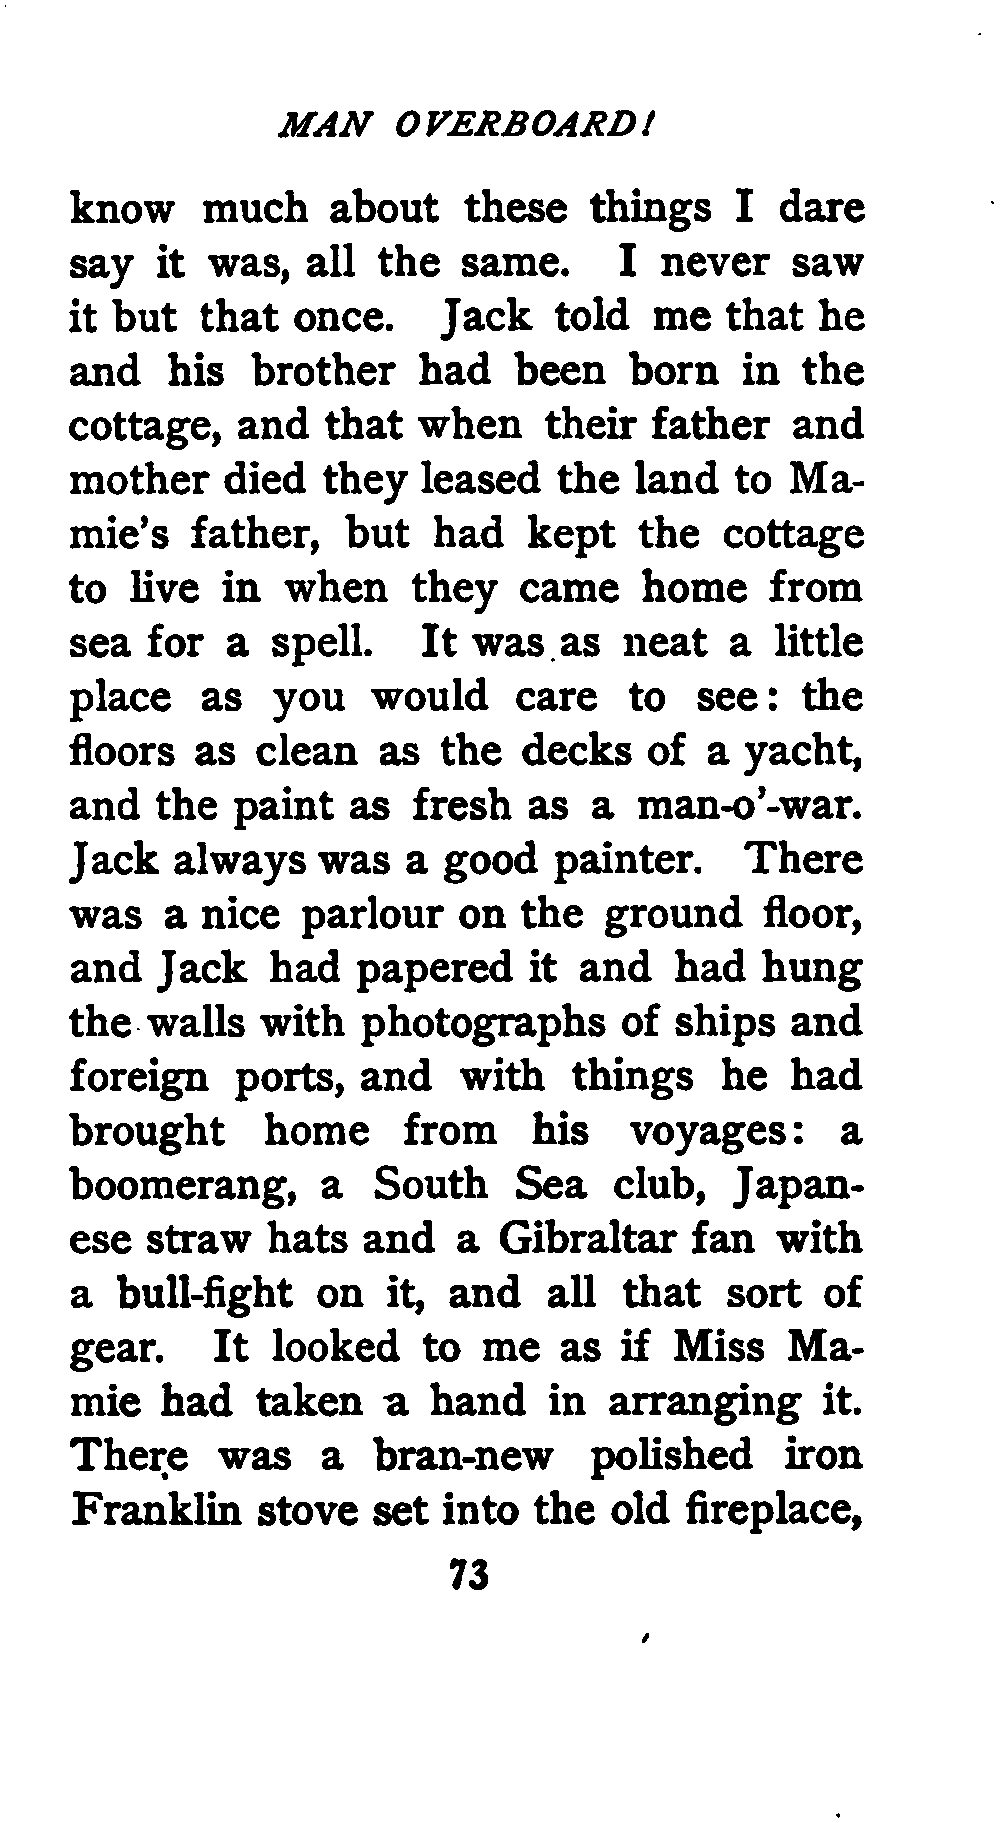 MAN OVERBOARD!
know much about these things I dare
say it was, all the same. I never saw
it but that once. Jack told me that he
and his brother had been born in the
cottage, and that when their father and
mother died they leased the land to Ma-
mie's father, but had kept the cottage
to live in when they came home from
sea for a spell. It was as neat a little
place as you would care to see: the
floors as clean as the decks of a yacht,
and the paint as fresh as a man-o'-war.
Jack always was a good painter. There
was a nice parlour on the ground floor,
and Jack had papered it and had hung
the walls with photographs of ships and
foreign ports, and with things he had
brought home from his voyages: a
boomerang, a South Sea club, Japan-
ese straw hats and a Gibraltar fan with
a bull-fight on it, and all that sort of
gear. It looked to me as if Miss Ma-
mie had taken a hand in arranging it.
There was a bran-new polished iron
Franklin stove set into the old fireplace,
73